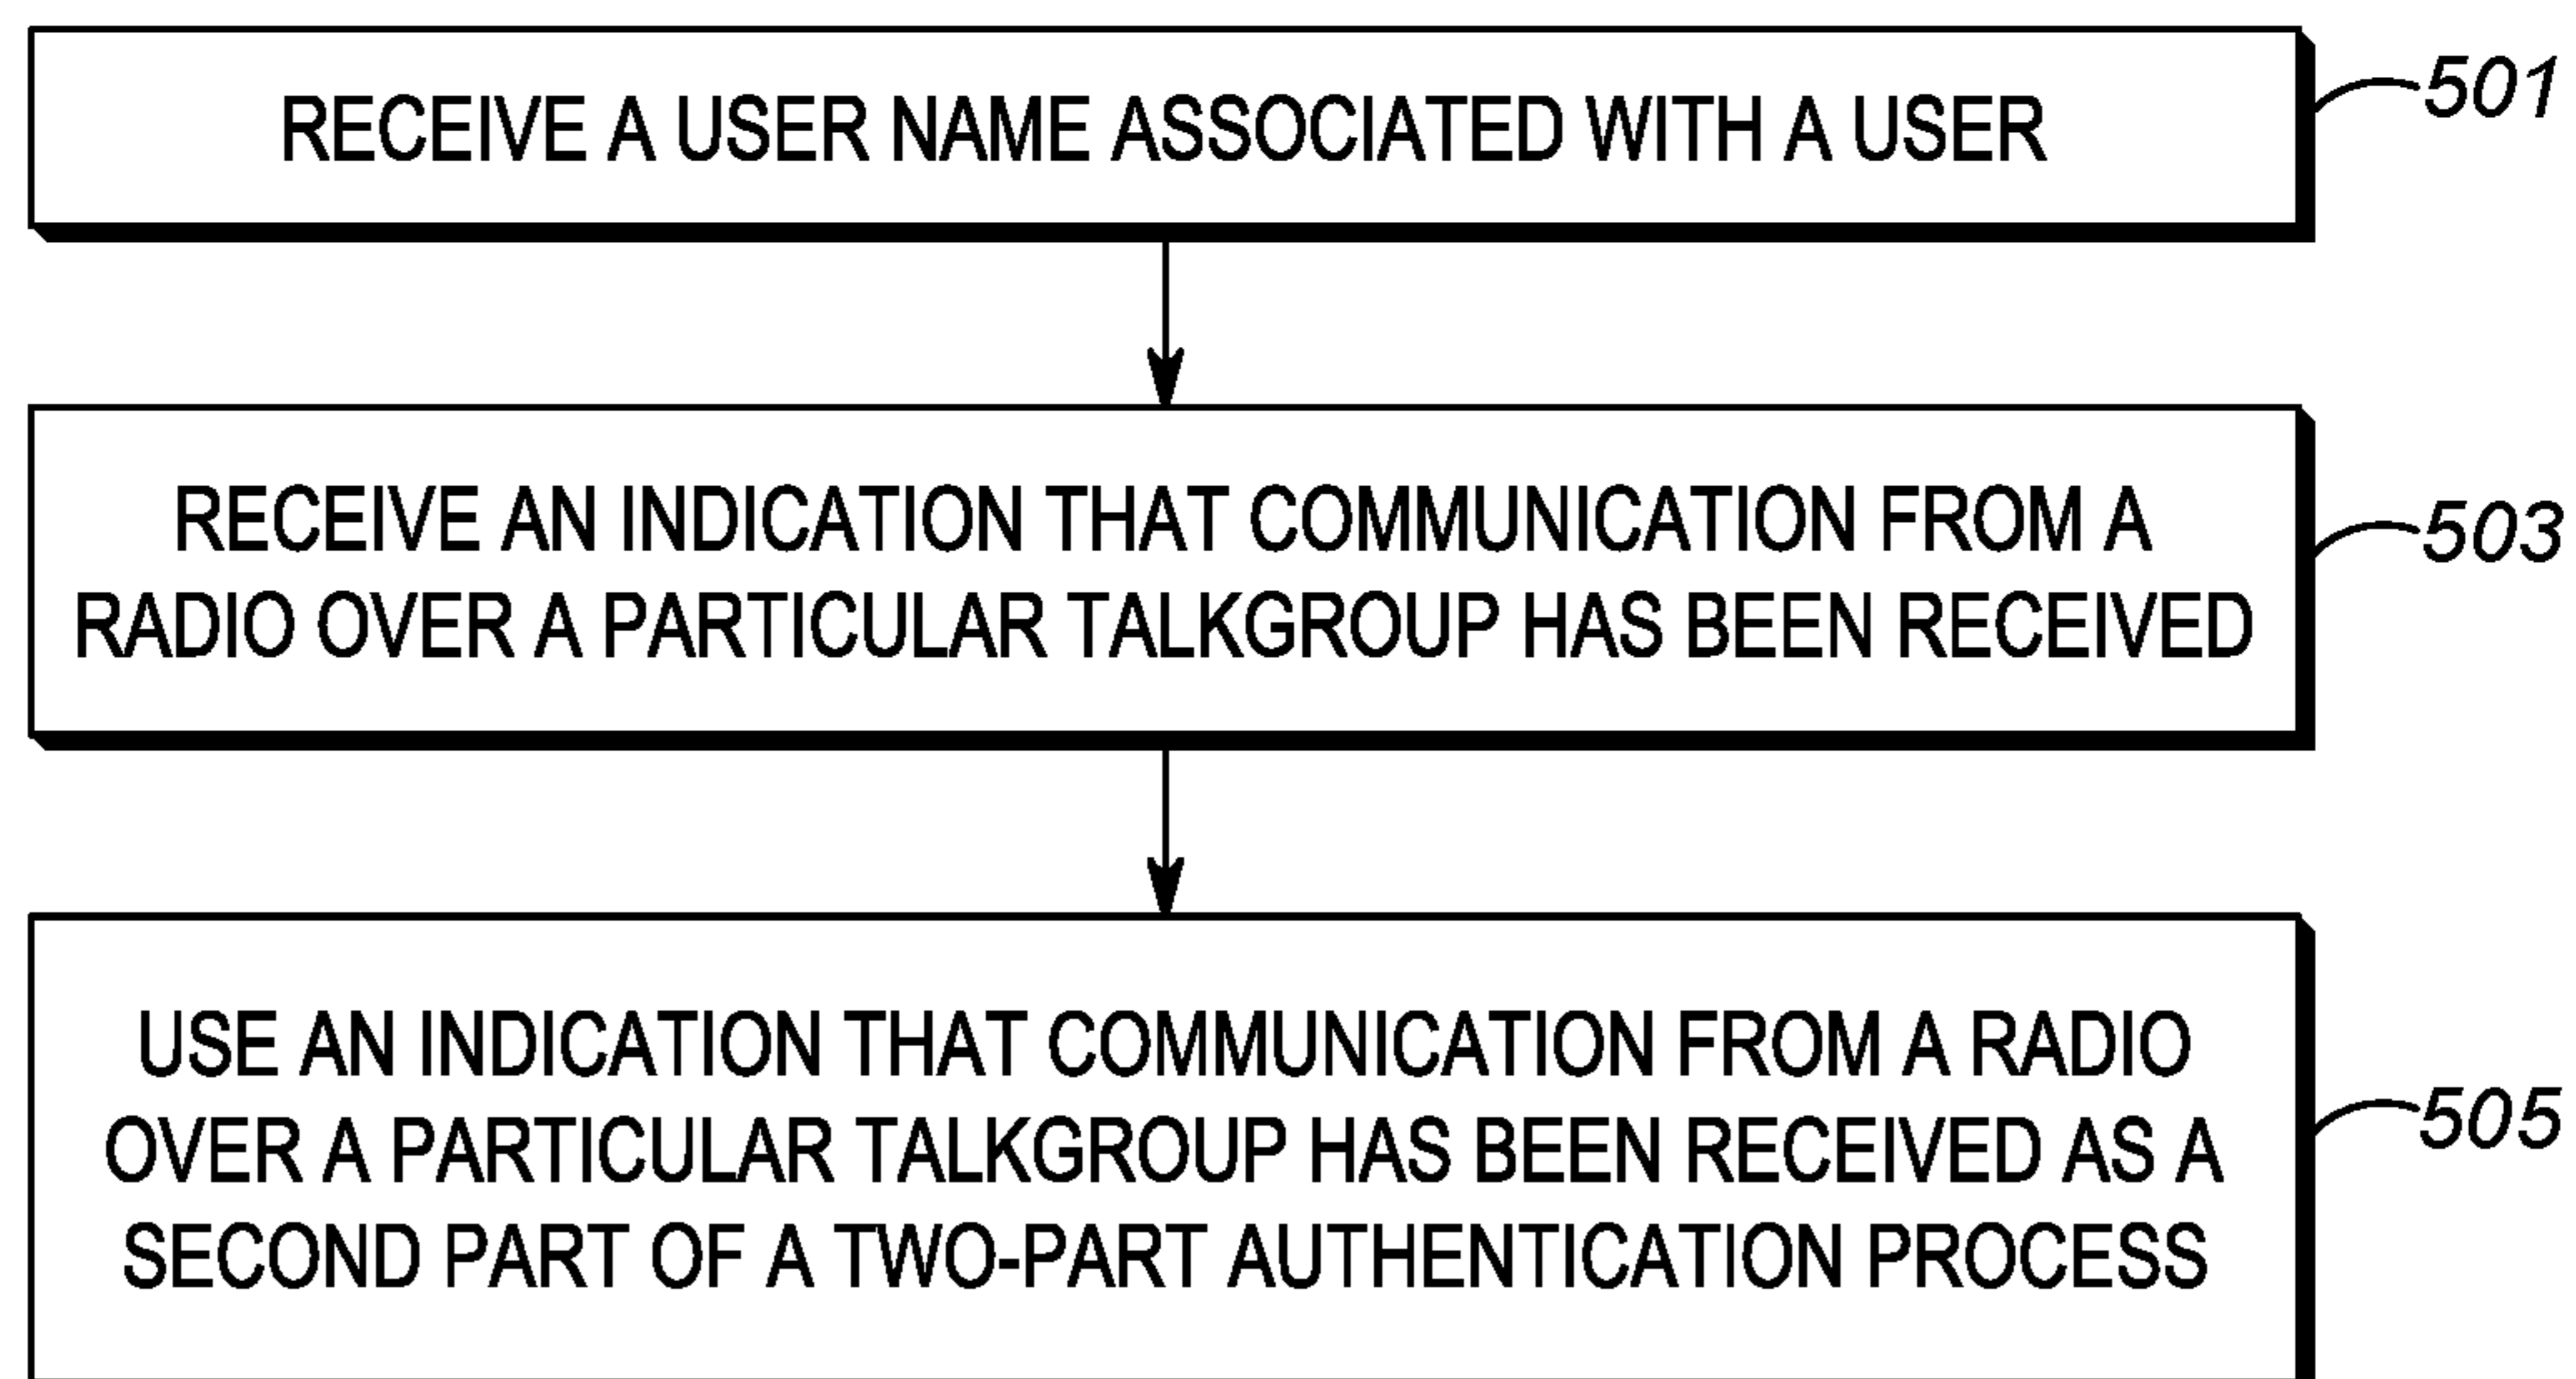 RECEIVE A USER NAME ASSOCIATED WITH A USER
501
RECEIVE AN INDICATION THAT COMMUNICATION FROM A
RADIO OVER A PARTICULAR TALKGROUP HAS BEEN RECEIVED
503
USE AN INDICATION THAT COMMUNICATION FROM A RADIO
OVER A PARTICULAR TALKGROUP HAS BEEN RECEIVED AS A
SECOND PART OF A TWO-PART AUTHENTICATION PROCESS
505